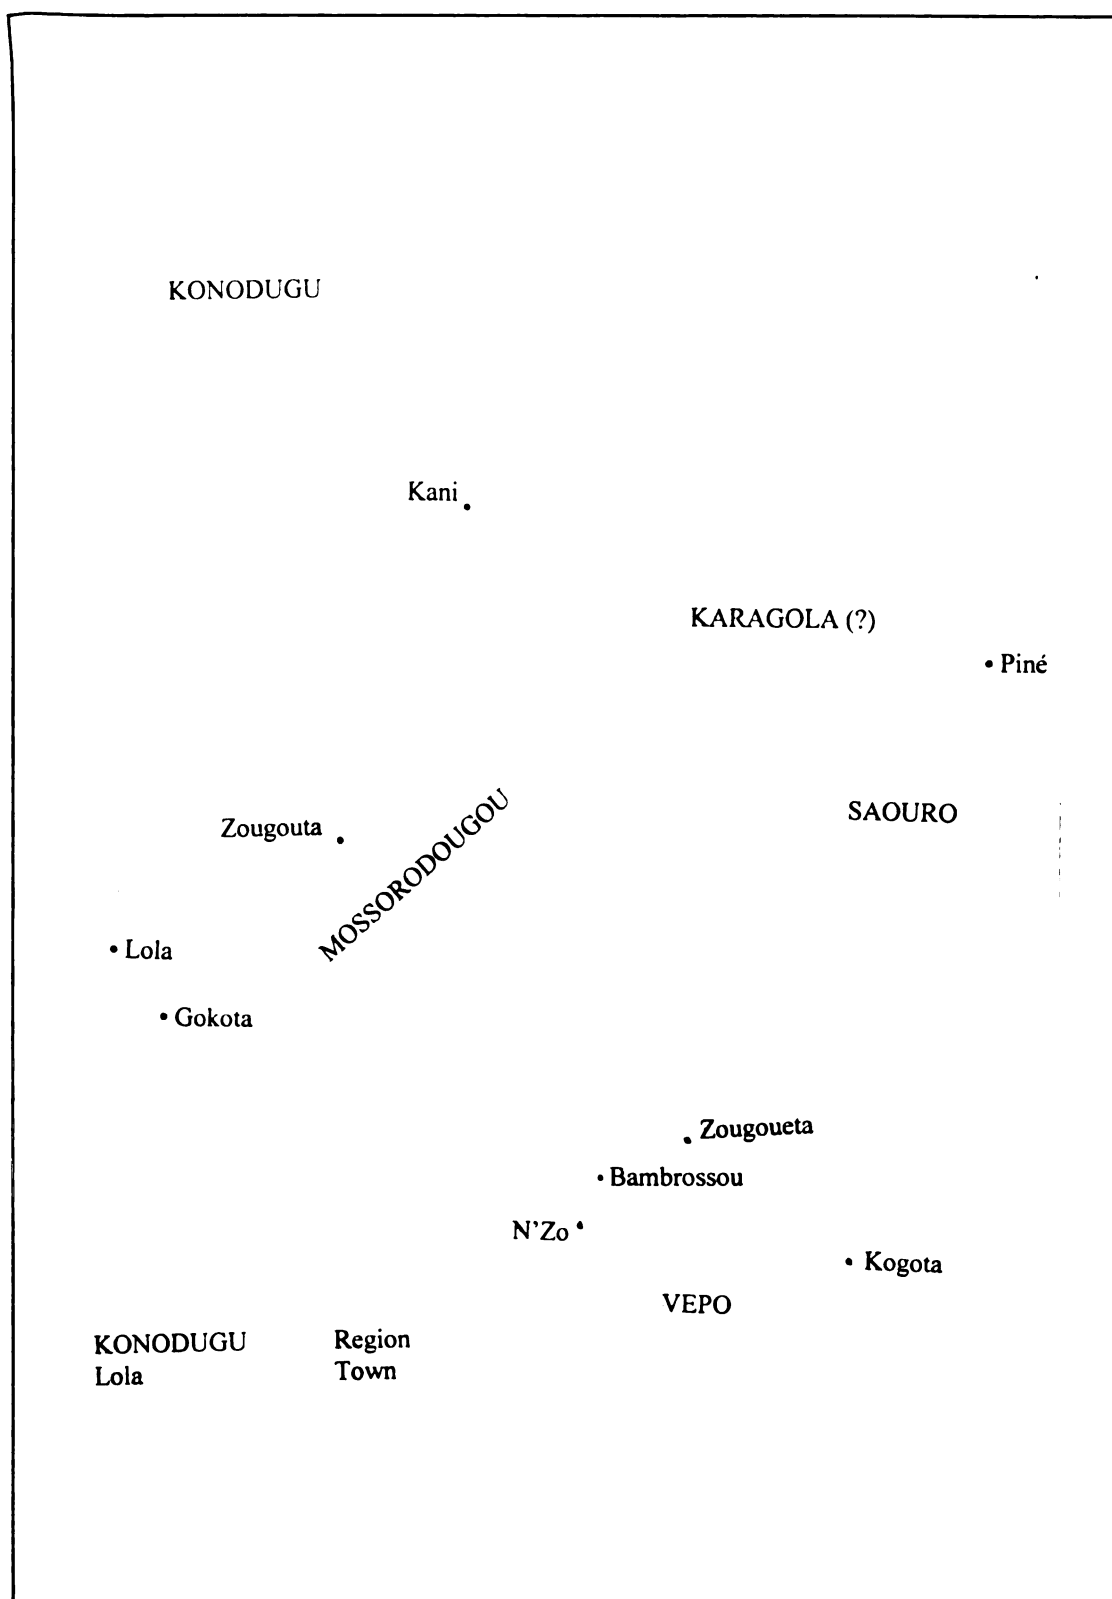 KONODUGU
Kani
KARAGOLA (?)
Piné
SAOURO
Zougouta
MOSSORODOUGOU
Lola
Gokota
Zougoueta
Bambrossou
N'Zo
Kogota
VEPO
KONODUGU Region
Lola Town